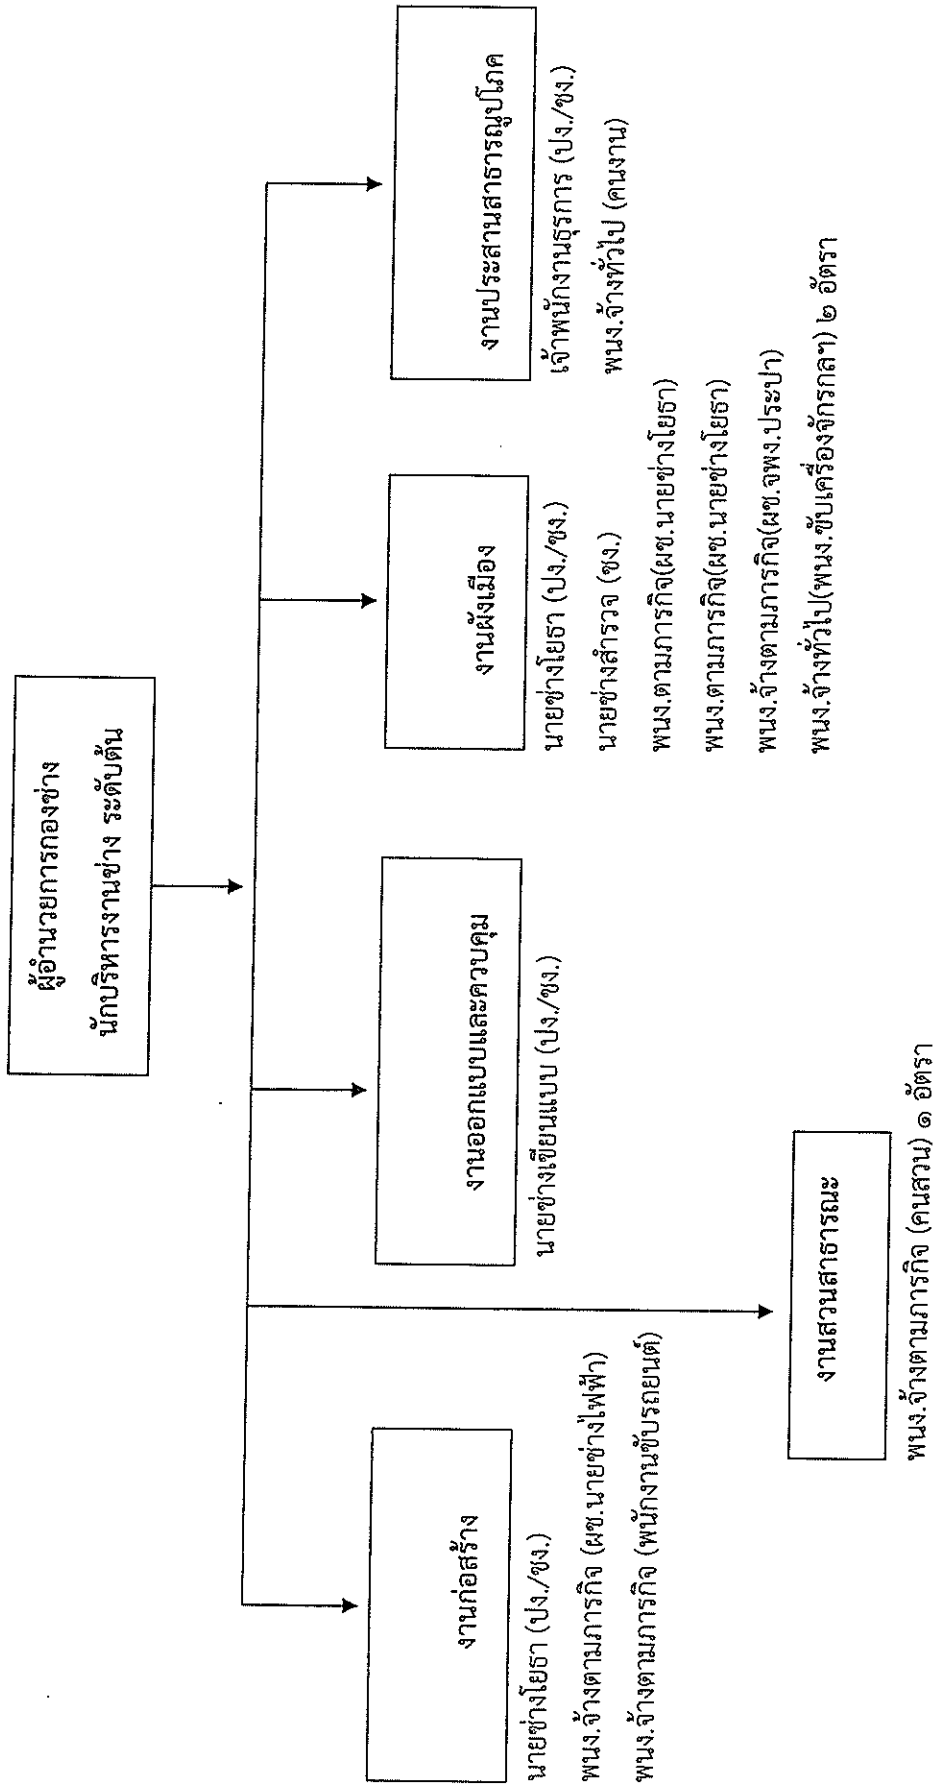 ผู้อำนวยการกองช่าง
นักบริหารงานช่าง ระดับต้น
งานก่อสร้าง
นายช่างโยธา (ปง./ชง.)
พนง.จ้างตามภารกิจ (ผช.นายช่างไฟฟ้า)
พนง.จ้างตามภารกิจ (พนักงานขับรถยนต์)
งานออกแบบและควบคุม
นายช่างเขียนแบบ (ปง./ชง.)
งานผังเมือง
นายช่างโยธา (ปง./ชง.)
นายช่างสำรวจ (ชง.)
พนง.ตามภารกิจ(ผช.นายช่างโยธา)
พนง.ตามภารกิจ(ผช.นายช่างโยธา)
พนง.จ้างตามภารกิจ(ผช.จพง.ประปา)
พนง.จ้างทั่วไป(พนง.ขับเครื่องจักรกลฯ) ๒ อัตรา
งานประสานสาธารณูปโภค
เจ้าพนักงานธุรการ (ปง./ชง.)
พนง.จ้างทั่วไป (คนงาน)
งานสวนสาธารณะ
พนง.จ้างตามภารกิจ (คนสวน) ๑ อัตรา